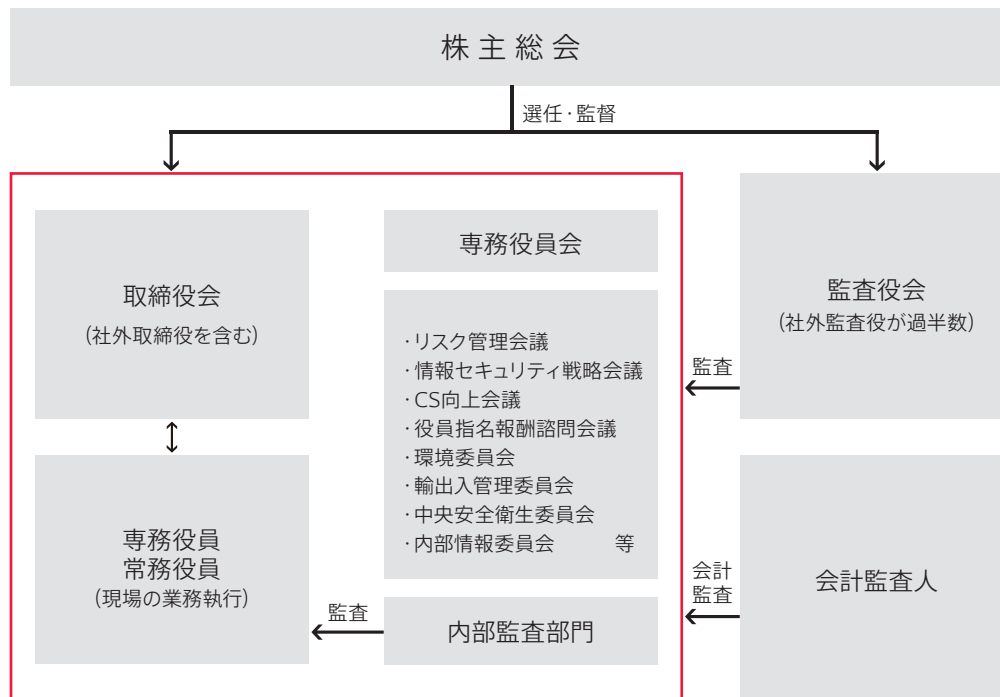 株主総会
選任・監督
取締役会
(社外取締役を含む)
専務役員
常務役員
(現場の業務執行)
専務役員会
・リスク管理会議
・情報セキュリティ戦略会議
・CS向上会議
・役員指名報酬諮問会議
・環境委員会
・輸出入管理委員会
・中央安全衛生委員会
・内部情報委員会 等
監査
内部監査部門
監査役会
(社外監査役が過半数)
監査
会計
監査
会計監査人